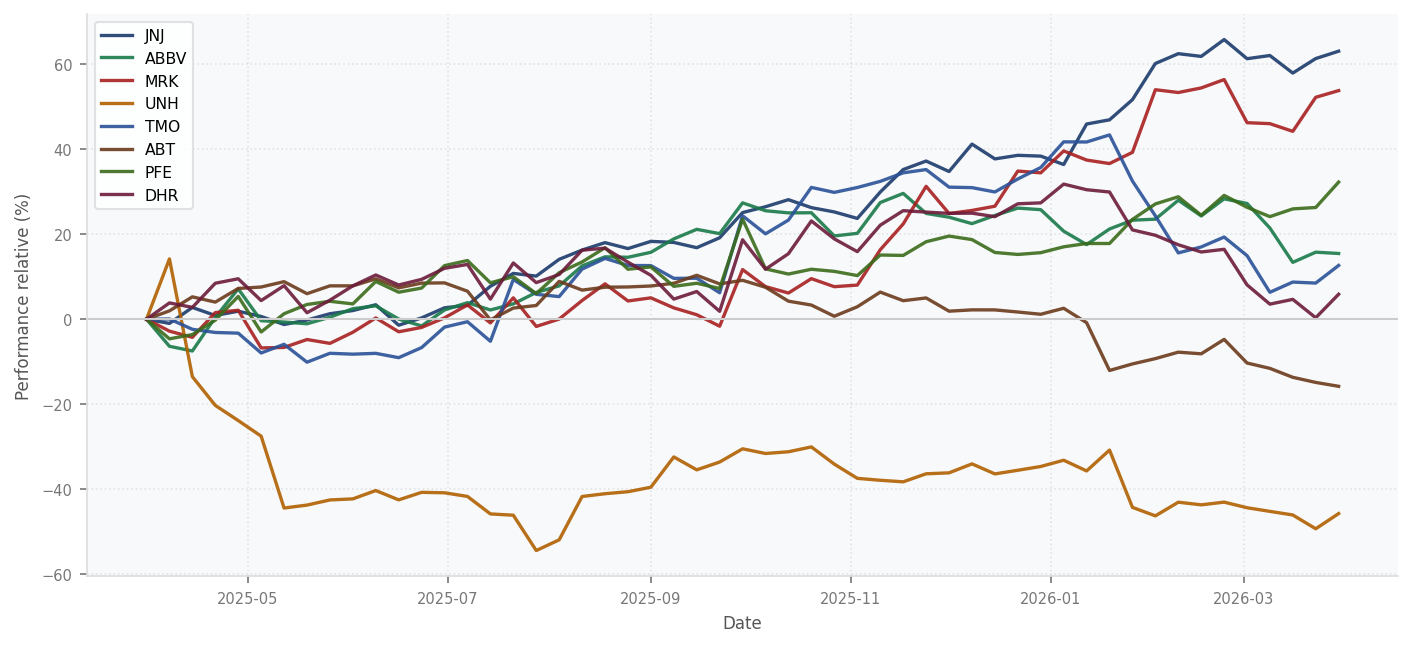 JNJ
ABBV
MRK
UNH
TMO
ABT
PFE
DHR
Performance relative (%)
60
40
20
0
−20
−40
−60
2025-05
2025-07
2025-09
2025-11
2026-01
2026-03
Date